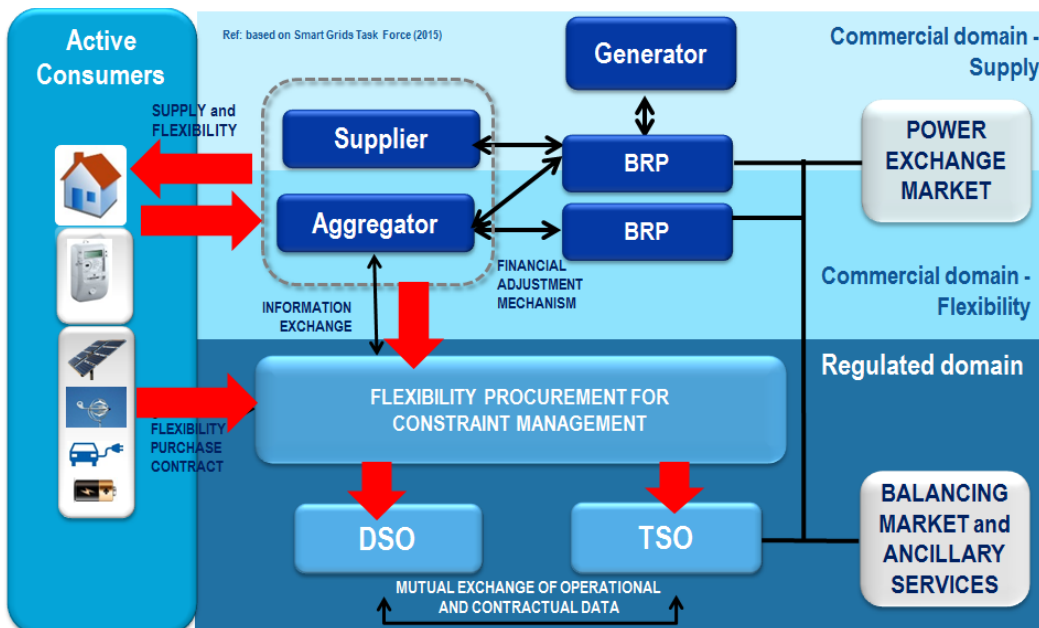 Active
Consumers
Ref: based on Smart Grids Task Force (2015)
Generator
Commercial domain -
Supply
SUPPLY and
FLEXIBILITY
Supplier
BRP
POWER
EXCHANGE
MARKET
Aggregator
BRP
FINANCIAL
ADJUSTMENT
MECHANISM
Commercial domain -
Flexibility
INFORMATION
EXCHANGE
Regulated domain
FLEXIBILITY PROCUREMENT FOR
CONSTRAINT MANAGEMENT
FLEXIBILITY
PURCHASE
CONTRACT
DSO
TSO
BALANCING
MARKET and
ANCILLARY
SERVICES
MUTUAL EXCHANGE OF OPERATIONAL
AND CONTRACTUAL DATA